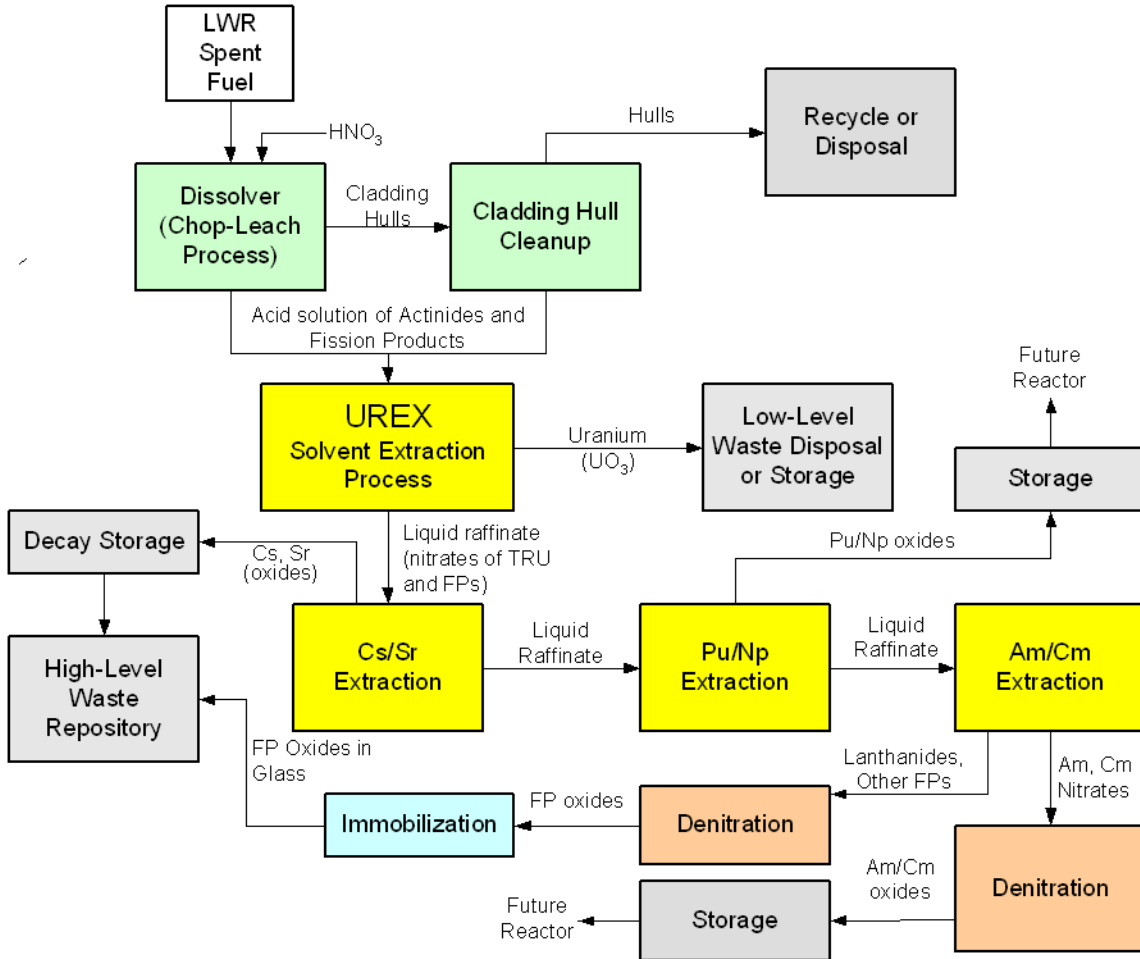 LWR
Spent
Fuel
HNO₃
Dissolver
(Chop-Leach
Process)
Cladding
Hulls
Cladding Hull
Cleanup
Hulls
Recycle or
Disposal
Acid solution of Actinides and
Fission Products
UREX
Solvent Extraction
Process
Uranium
(UO₃)
Low-Level
Waste Disposal
or Storage
Future
Reactor
Storage
Decay Storage
Cs, Sr
(oxides)
Liquid raffinate
(nitrates of TRU
and FPs)
Pu/Np oxides
High-Level
Waste
Repository
Cs/Sr
Extraction
Liquid
Raffinate
Pu/Np
Extraction
Liquid
Raffinate
Am/Cm
Extraction
FP Oxides in
Glass
Immobilization
FP oxides
Denitration
Lanthanides,
Other FPs
Am, Cm
Nitrates
Denitration
Am/Cm
oxides
Storage
Future
Reactor